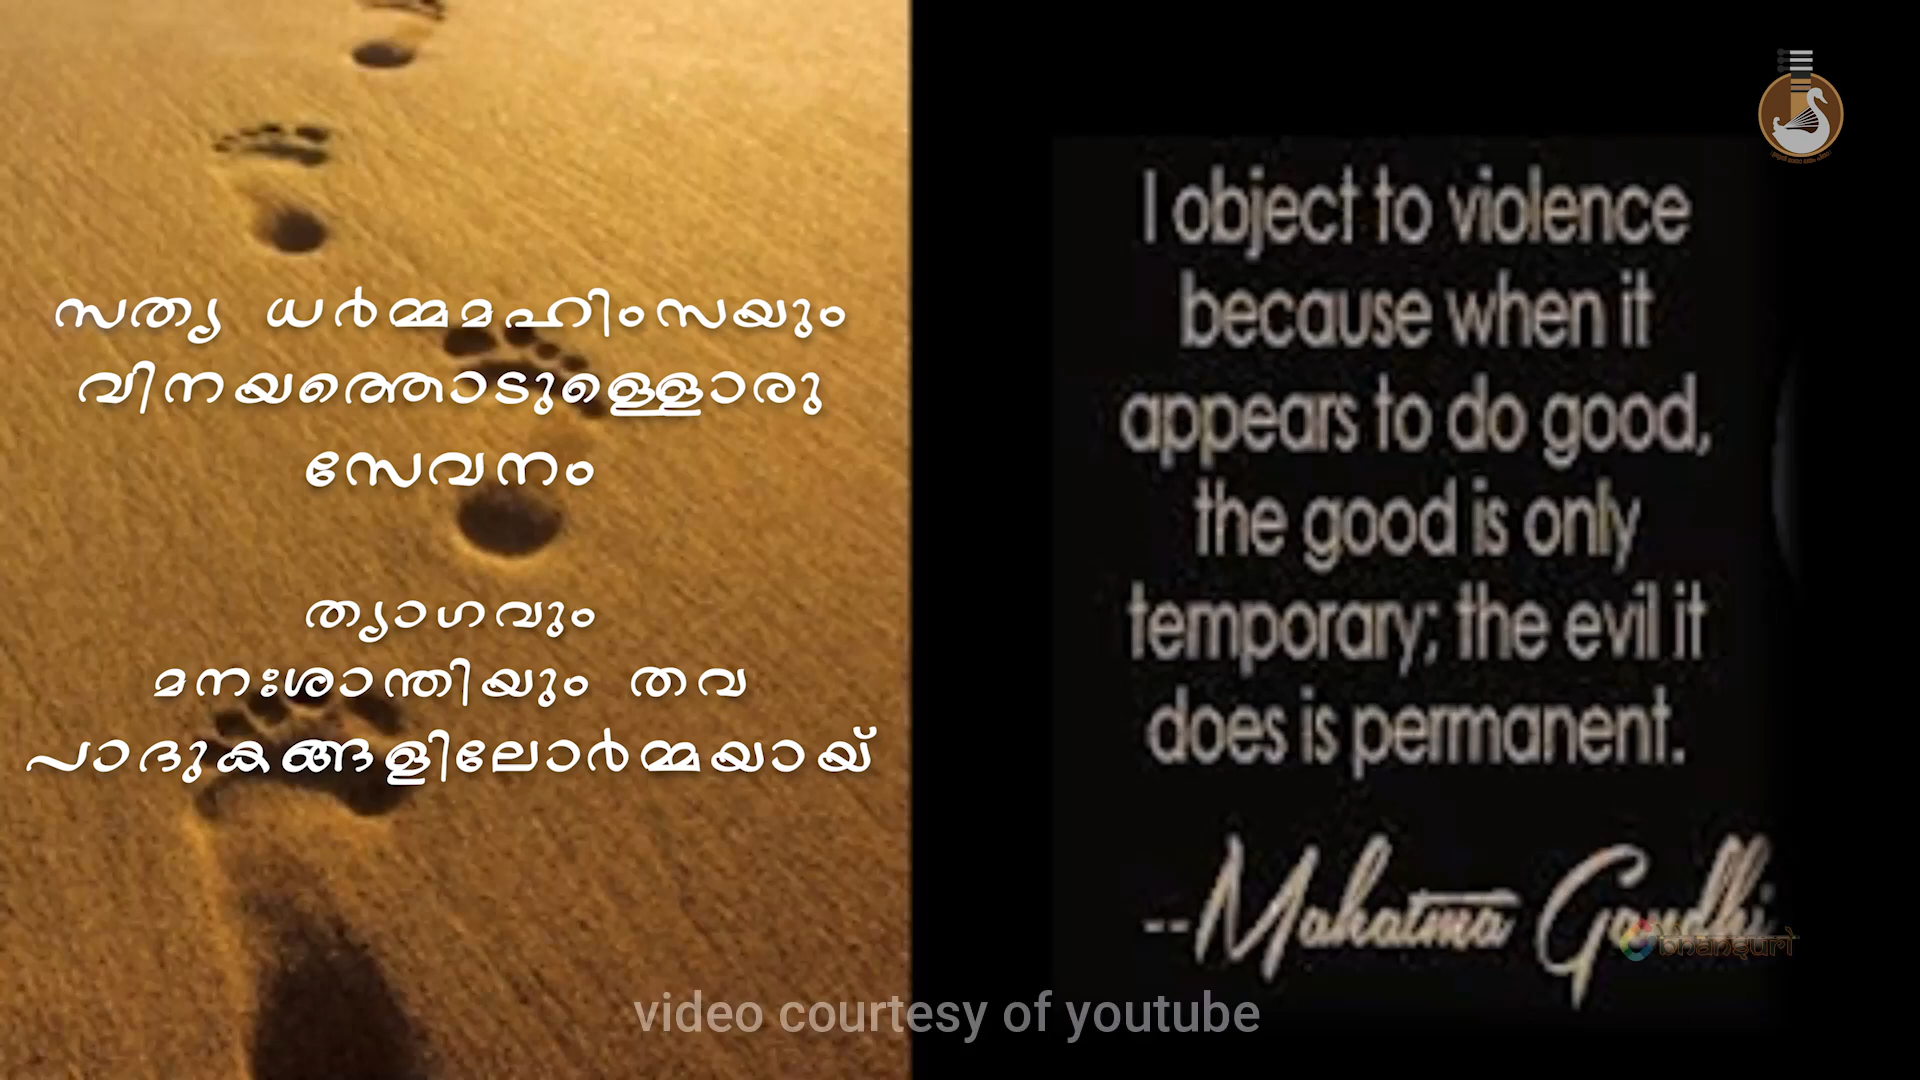 സത്യ ധർമ്മമഹിംസയും
വിനയത്തൊടുള്ളൊരു
സേവനം
ത്യാഗവും
മനഃശാന്തിയും തവ
പാദുകങ്ങളിലോർമ്മയായ്
I object to violence
because when it
appears to do good,
the good is only
temporary; the evil it
does is permanent.
--Mahatma Gandhi
bhansuri
video courtesy of youtube